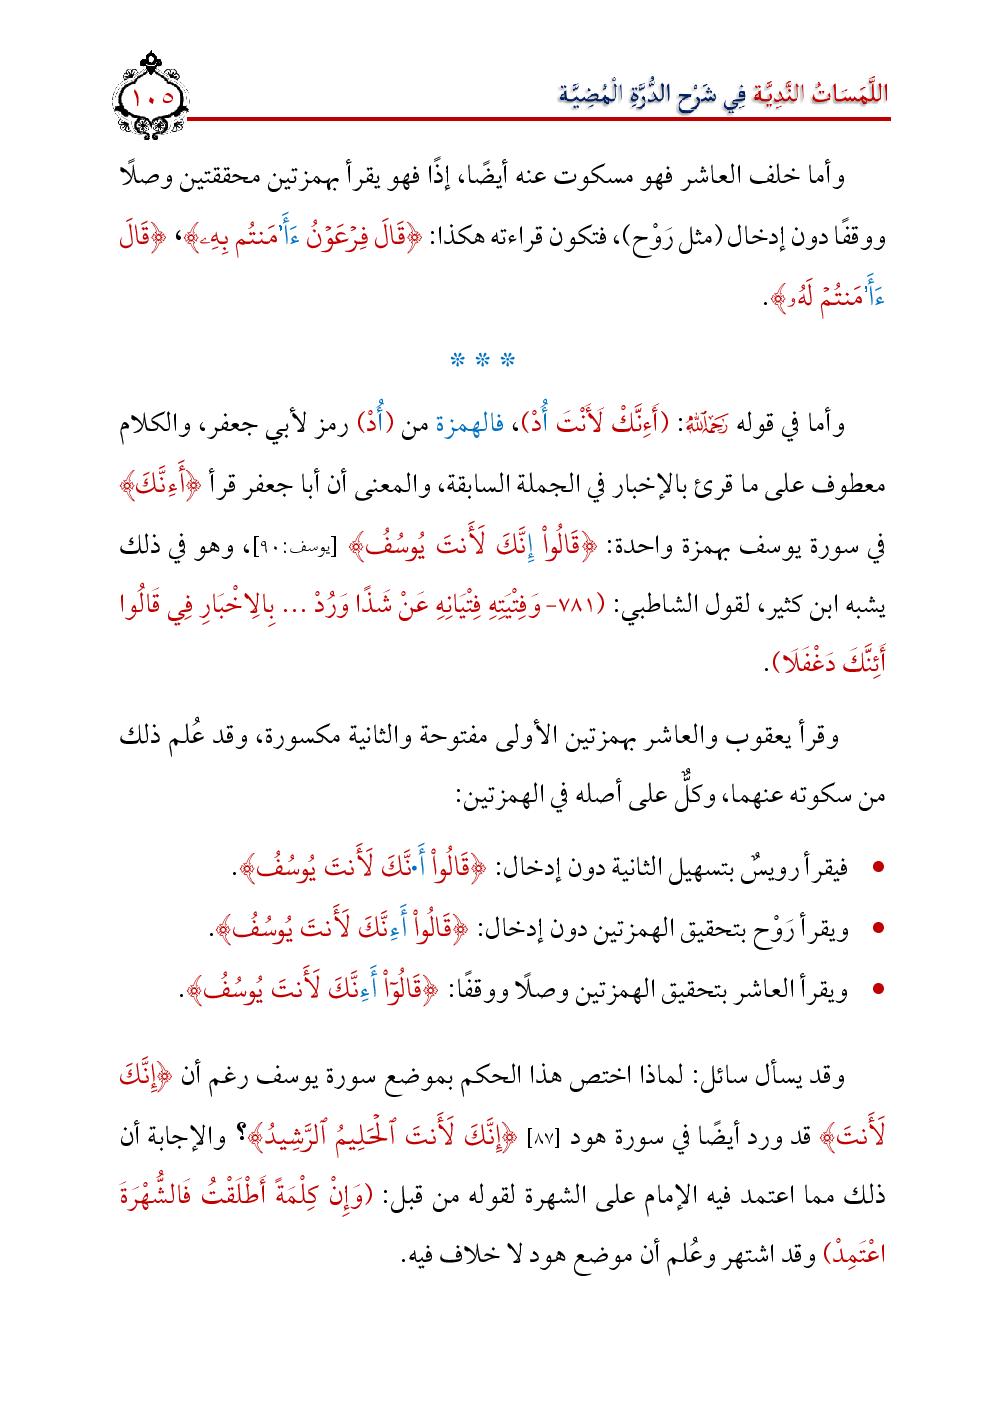 اللَّمَسَاتُ النَّدِيَّة فِي شَرْح الدُّرَّةِ الْمُضِيَّة
١٠٥
وأما خلف العاشر فهو مسكوت عنه أيضًا، إذًا فهو يقرأ بهمزتين محققتين وصلًا
ووقفًا دون إدخال (مثل رَوْح)، فتكون قراءته هكذا: ﴿قَالَ فِرۡعَوۡنُ ءَأَٰمَنتُم بِهِۦ﴾، ﴿قَالَ
ءَأَٰمَنتُمۡ لَهُۥ﴾.
* * *
وأما في قوله رَحِمَهُ ٱللَّهُ: (أَءِنَّكْ لَأَنْتَ أُدْ)، فالهمزة من (أُدْ) رمز لأبي جعفر، والكلام
معطوف على ما قرئ بالإخبار في الجملة السابقة، والمعنى أن أبا جعفر قرأ ﴿أَءِنَّكَ﴾
في سورة يوسف بهمزة واحدة: ﴿قَالُواْ إِنَّكَ لَأَنتَ يُوسُفُ﴾ [يوسف:٩٠]، وهو في ذلك
يشبه ابن كثير، لقول الشاطبي: (٧٨١- وَفِتْيَتِهِ فِتْيَانِهِ عَنْ شَذًا وَرُدْ ... بِالِاخْبَارِ فِي قَالُوا
أَئِنَّكَ دَغْفَلَا).
وقرأ يعقوب والعاشر بهمزتين الأولى مفتوحة والثانية مكسورة، وقد عُلم ذلك
من سكوته عنهما، وكلٌّ على أصله في الهمزتين:
• فيقرأ رويسٌ بتسهيل الثانية دون إدخال: ﴿قَالُواْ أَ•نَّكَ لَأَنتَ يُوسُفُ﴾.
• ويقرأ رَوْح بتحقيق الهمزتين دون إدخال: ﴿قَالُواْ أَءِنَّكَ لَأَنتَ يُوسُفُ﴾.
• ويقرأ العاشر بتحقيق الهمزتين وصلًا ووقفًا: ﴿قَالُوٓاْ أَءِنَّكَ لَأَنتَ يُوسُفُ﴾.
وقد يسأل سائل: لماذا اختص هذا الحكم بموضع سورة يوسف رغم أن ﴿إِنَّكَ
لَأَنتَ﴾ قد ورد أيضًا في سورة هود [٨٧] ﴿إِنَّكَ لَأَنتَ ٱلۡحَلِيمُ ٱلرَّشِيدُ﴾؟ والإجابة أن
ذلك مما اعتمد فيه الإمام على الشهرة لقوله من قبل: (وَإِنْ كِلْمَةً أَطْلَقْتُ فَالشُّهْرَةَ
اعْتَمِدْ) وقد اشتهر وعُلم أن موضع هود لا خلاف فيه.